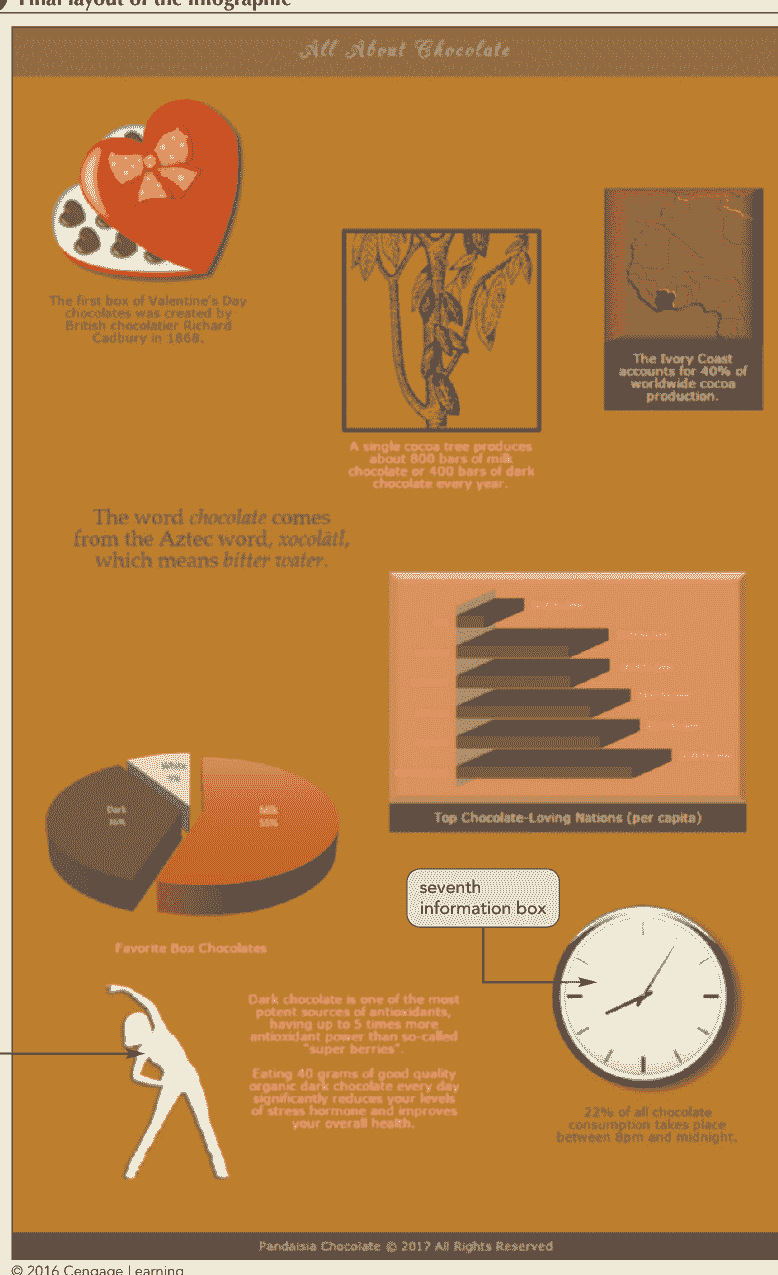 Final layout of the infographic
All About Chocolate
The first box of Valentine's Day
chocolates was created by
British chocolatier Richard
Cadbury in 1868.
The Ivory Coast
accounts for 40% of
worldwide cocoa
production.
A single cocoa tree produces
about 800 bars of milk
chocolate or 400 bars of dark
chocolate every year.
The word chocolate comes
from the Aztec word, xocolātl,
which means bitter water.
Top Chocolate-Loving Nations (per capita)
White
Dark
Milk
Favorite Box Chocolates
seventh
information box
Dark chocolate is one of the most
potent sources of antioxidants,
having up to 5 times more
antioxidant power than so-called
"super berries".
Eating 40 grams of good quality
organic dark chocolate every day
significantly reduces your levels
of stress hormone and improves
your overall health.
22% of all chocolate
consumption takes place
between 8pm and midnight.
Pandaisia Chocolate © 2017 All Rights Reserved
© 2016 Cengage Learning